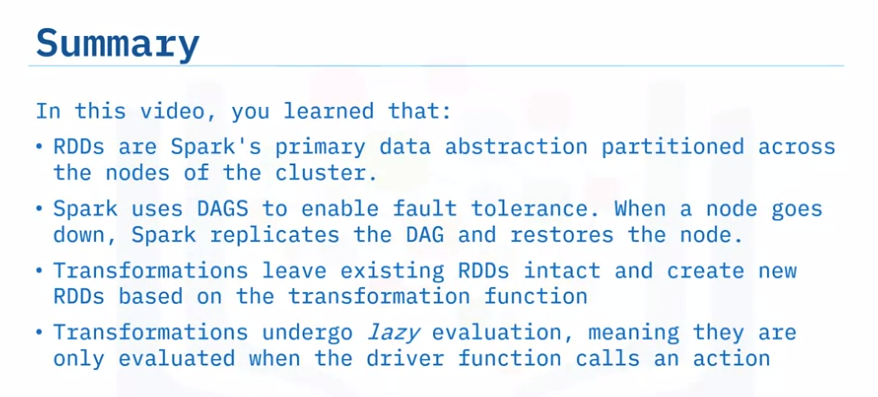 Summary
In this video, you learned that:
• RDDs are Spark's primary data abstraction partitioned across
the nodes of the cluster.
• Spark uses DAGS to enable fault tolerance. When a node goes
down, Spark replicates the DAG and restores the node.
• Transformations leave existing RDDs intact and create new
RDDs based on the transformation function
• Transformations undergo lazy evaluation, meaning they are
only evaluated when the driver function calls an action